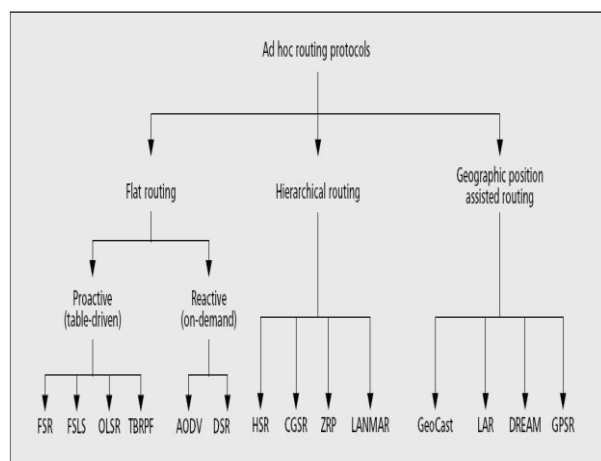 Ad hoc routing protocols
Flat routing
Hierarchical routing
Geographic position
assisted routing
Proactive
(table-driven)
Reactive
(on-demand)
FSR FSLS OLSR TBRPF AODV DSR HSR CGSR ZRP LANMAR GeoCast LAR DREAM GPSR